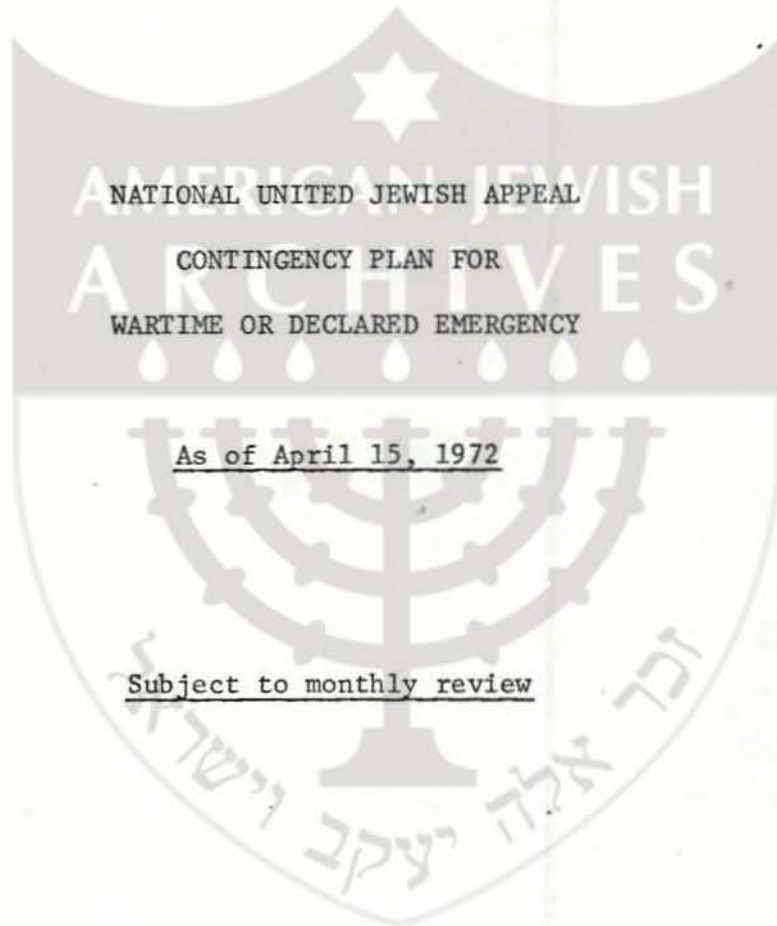 AMERICAN JEWISH
ARCHIVES
NATIONAL UNITED JEWISH APPEAL
CONTINGENCY PLAN FOR
WARTIME OR DECLARED EMERGENCY
As of April 15, 1972
Subject to monthly review
זכר אלה יעקב וישראל